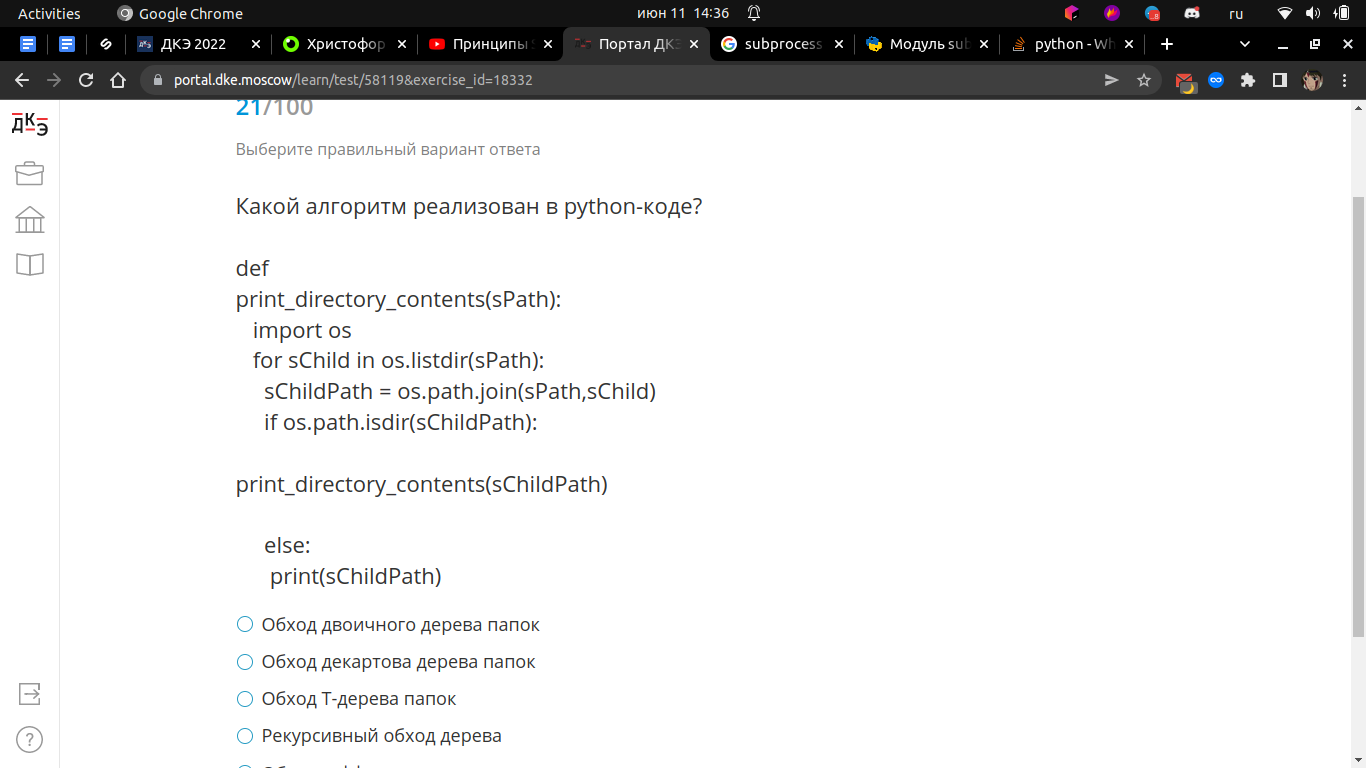 Activities
Google Chrome
июн 11 14:36
ru
ДКЭ 2022
Христофор
Принципы
Портал ДКЭ
subprocess
Модуль sub
python - Wh
portal.dke.moscow/learn/test/58119&exercise_id=18332
ДКЭ
21/100
Выберите правильный вариант ответа
Какой алгоритм реализован в python-коде?
def
print_directory_contents(sPath):
import os
for sChild in os.listdir(sPath):
sChildPath = os.path.join(sPath,sChild)
if os.path.isdir(sChildPath):
print_directory_contents(sChildPath)
else:
print(sChildPath)
Обход двоичного дерева папок
Обход декартова дерева папок
Обход Т-дерева папок
Рекурсивный обход дерева